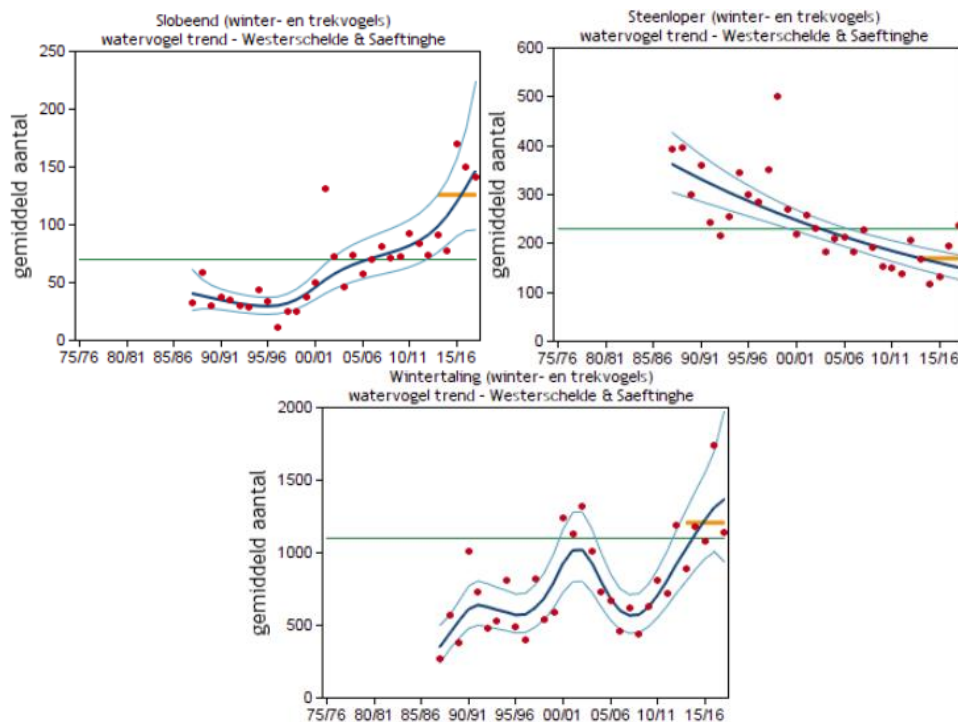 Slobeend (winter- en trekvogels)
watervogel trend - Westerschelde & Saeftinghe
gemiddeld aantal
250
200
150
100
50
0
75/76 80/81 85/86 90/91 95/96 00/01 05/06 10/11 15/16
Steenloper (winter- en trekvogels)
watervogel trend - Westerschelde & Saeftinghe
gemiddeld aantal
600
500
400
300
200
100
0
75/76 80/81 85/86 90/91 95/96 00/01 05/06 10/11 15/16
Wintertaling (winter- en trekvogels)
watervogel trend - Westerschelde & Saeftinghe
gemiddeld aantal
2000
1500
1000
500
0
75/76 80/81 85/86 90/91 95/96 00/01 05/06 10/11 15/16